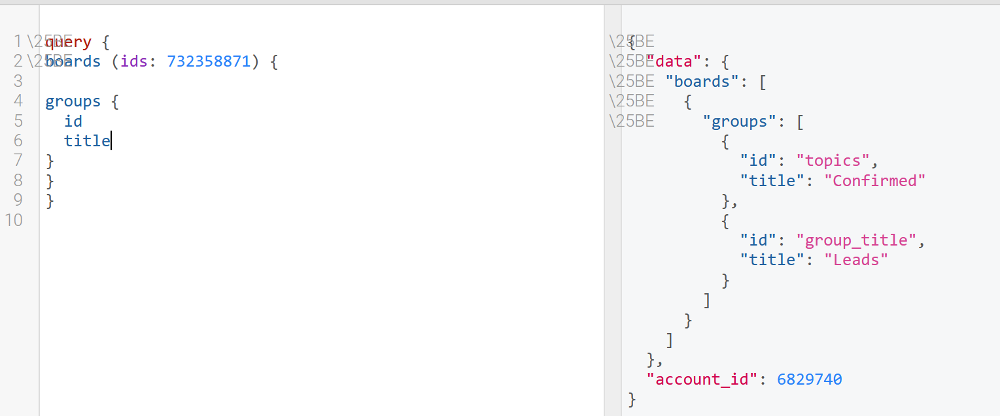 1 \25BE query {
2 \25BE boards (ids: 732358871) {
3
4 groups {
5 id
6 title
7 }
8 }
9 }
10
\25BE {
\25BE "data": {
\25BE "boards": [
\25BE {
\25BE "groups": [
{
"id": "topics",
"title": "Confirmed"
},
{
"id": "group_title",
"title": "Leads"
}
]
}
]
},
"account_id": 6829740
}